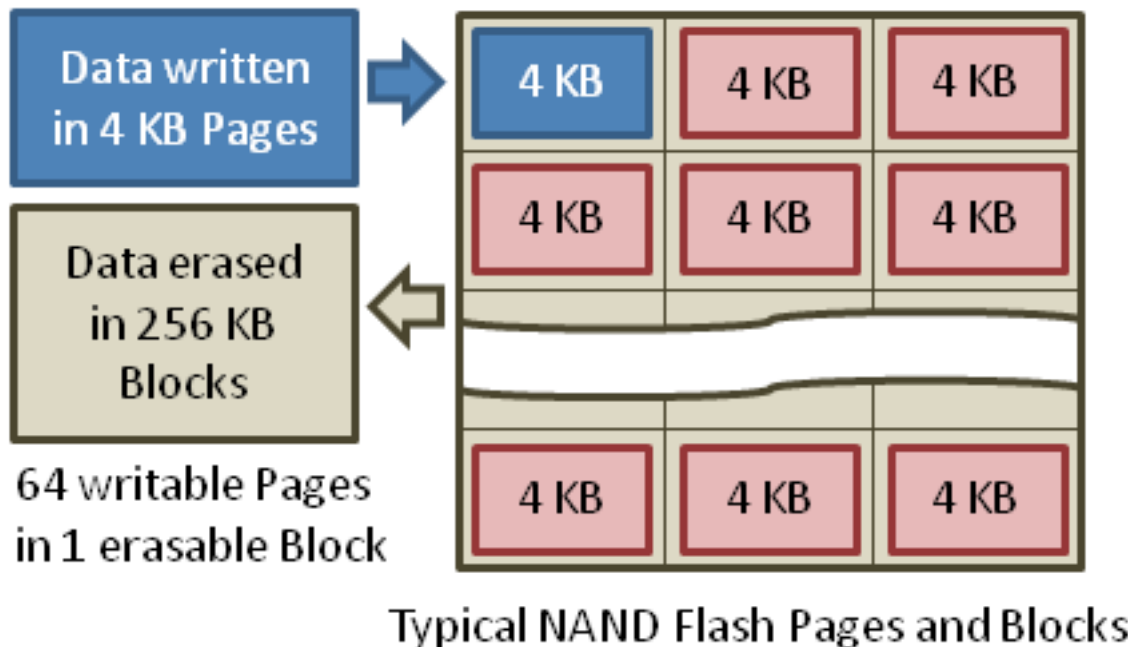 Data written
in 4 KB Pages
4 KB
4 KB
4 KB
4 KB
4 KB
4 KB
Data erased
in 256 KB
Blocks
4 KB
4 KB
4 KB
64 writable Pages
in 1 erasable Block
Typical NAND Flash Pages and Blocks